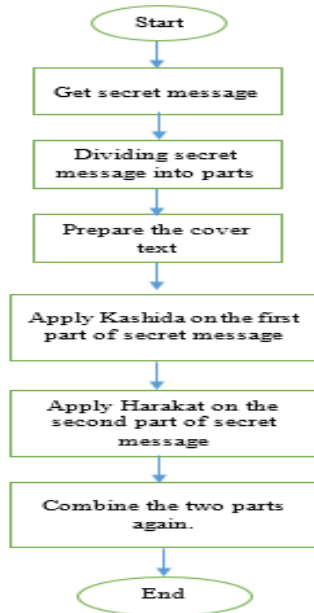 Start
Get secret message
Dividing secret
message into parts
Prepare the cover
text
Apply Kashida on the first
part of secret message
Apply Harakat on the
second part of secret
message
Combine the two parts
again.
End